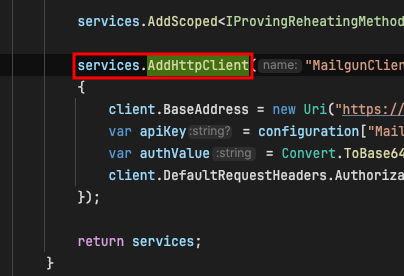 services.AddScoped<IProvingReheatingMethod
services.AddHttpClient( name: "MailgunClie
{
client.BaseAddress = new Uri("https://
var apiKey :string? = configuration["Mail
var authValue :string = Convert.ToBase64
client.DefaultRequestHeaders.Authoriza
});
return services;
}